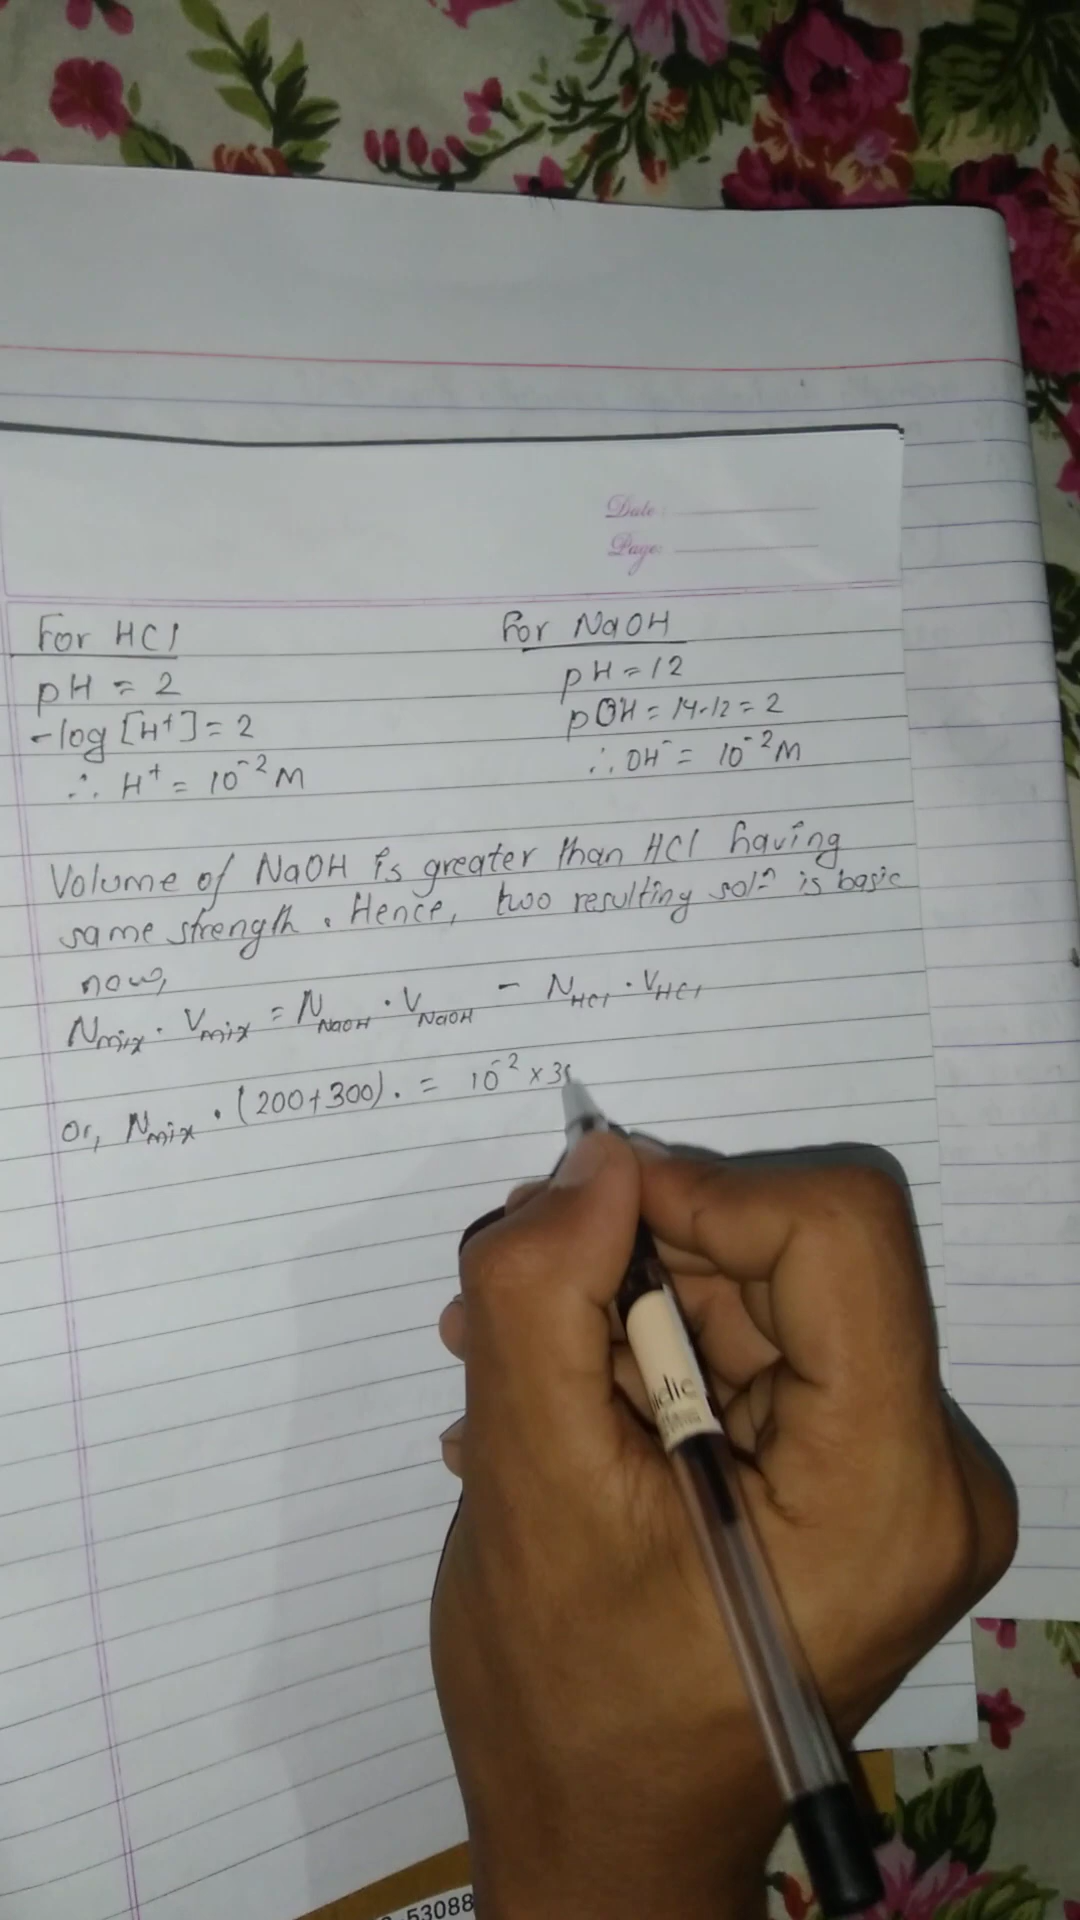 Date:
Page:
For HCl
For NaOH
pH = 2
pH = 12
-log [H+] = 2
pOH = 14-12 = 2
∴ H+ = 10⁻² M
∴ OH⁻ = 10⁻² M
Volume of NaOH is greater than HCl having
same strength. Hence, two resulting solⁿ is basic
now,
N_mix . V_mix = N_NaOH . V_NaOH - N_HCl . V_HCl
Or, N_mix . (200+300). = 10⁻² × 3
53088